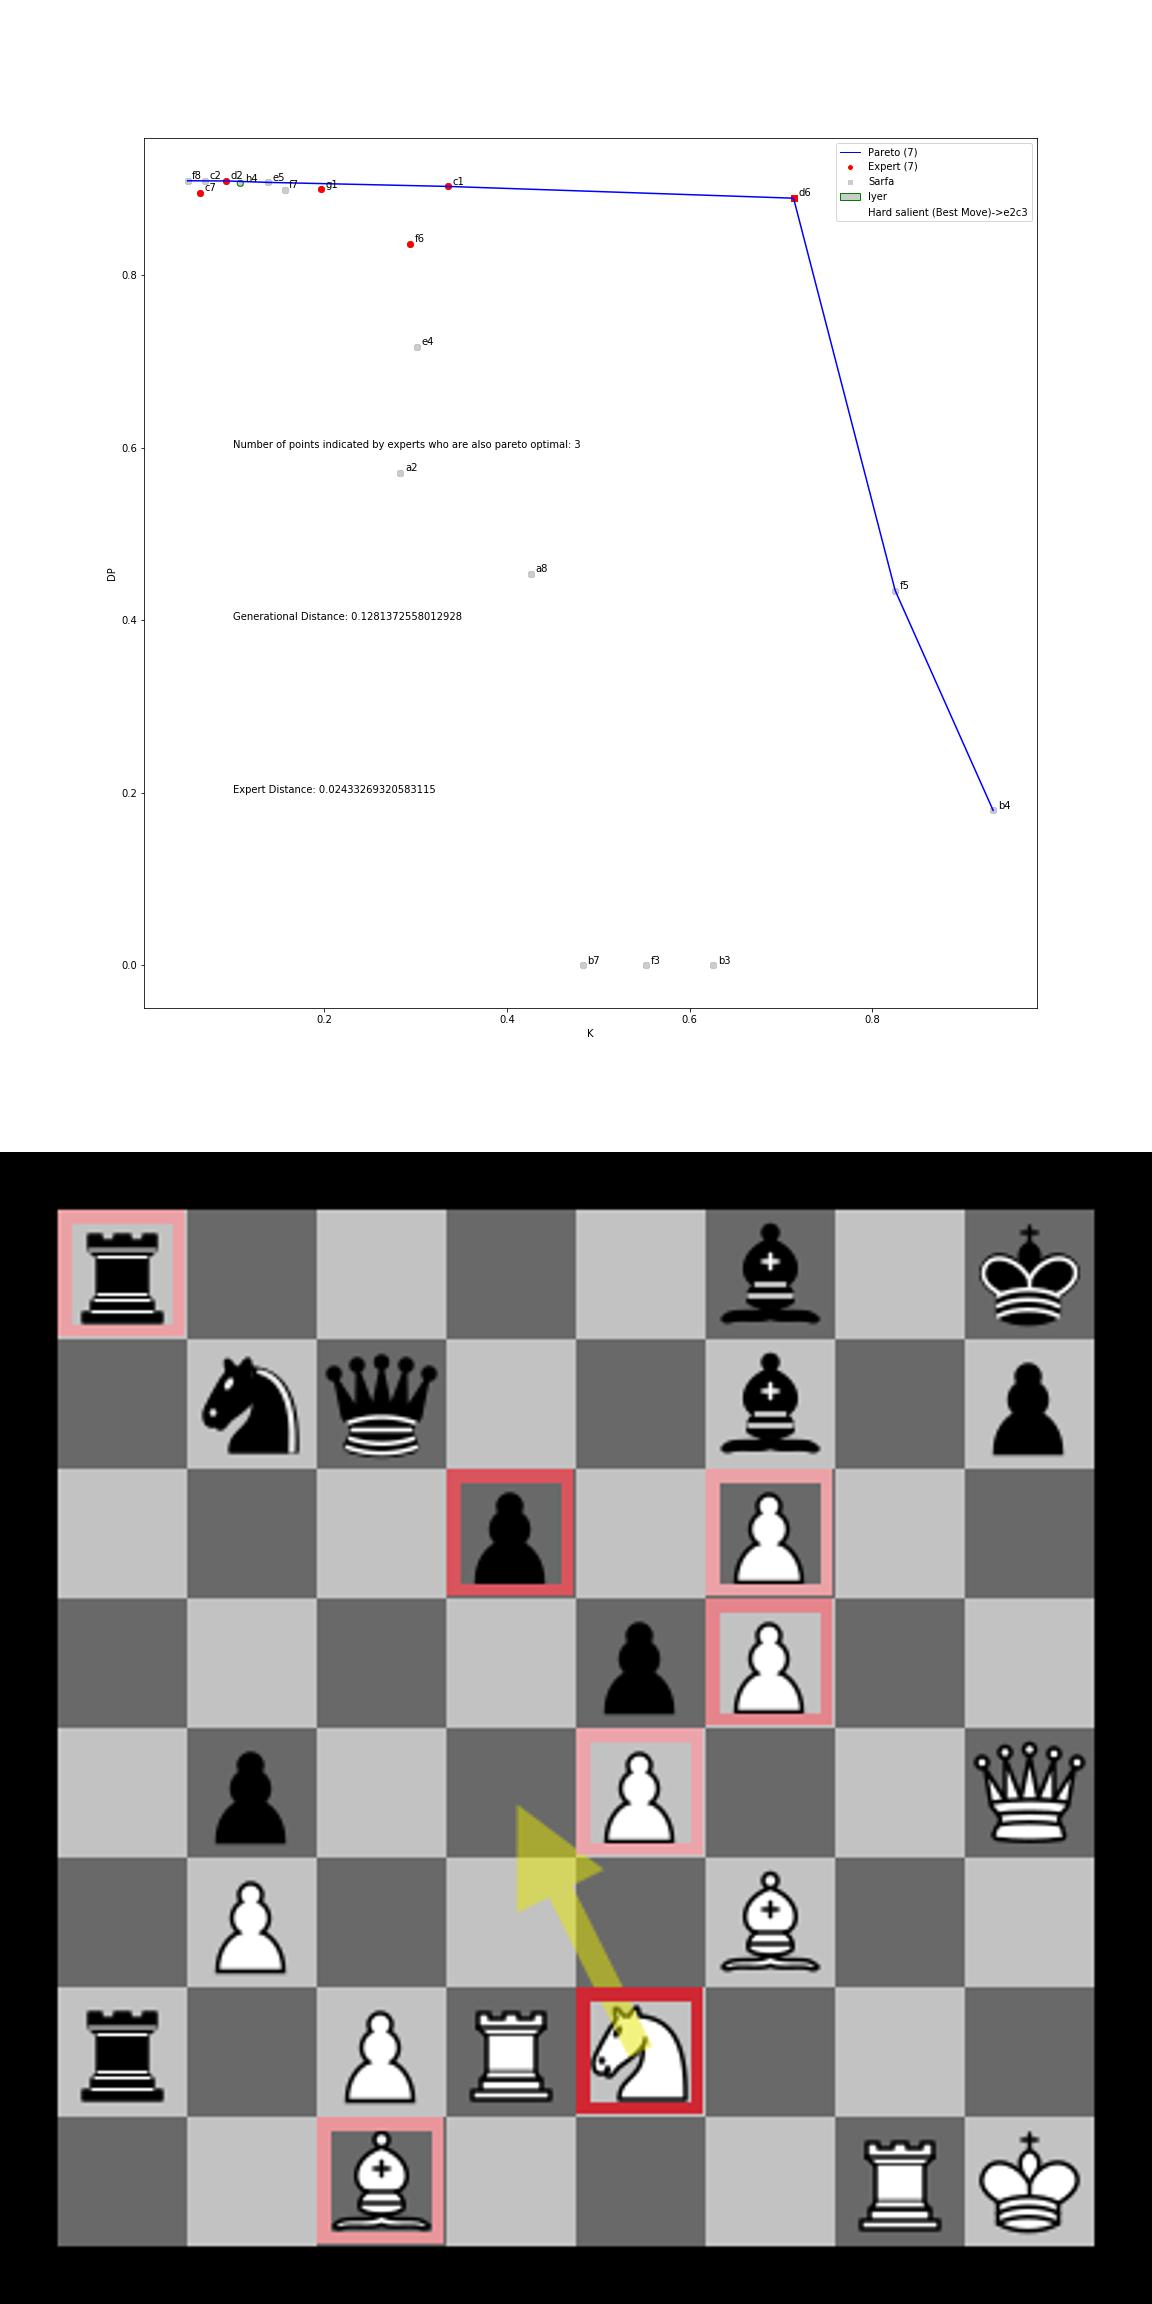 Pareto (7)
Expert (7)
Sarfa
Iyer
Hard salient (Best Move)->e2c3
f8 c2 d2 h4 e5
c7 f7 g1 c1 d6
f6
0.8
e4
Number of points indicated by experts who are also pareto optimal: 3
0.6
a2
a8
DP
f5
Generational Distance: 0.1281372558012928
0.4
Expert Distance: 0.02433269320583115
0.2
b4
b7 f3 b3
0.0
0.2 0.4 0.6 0.8
K